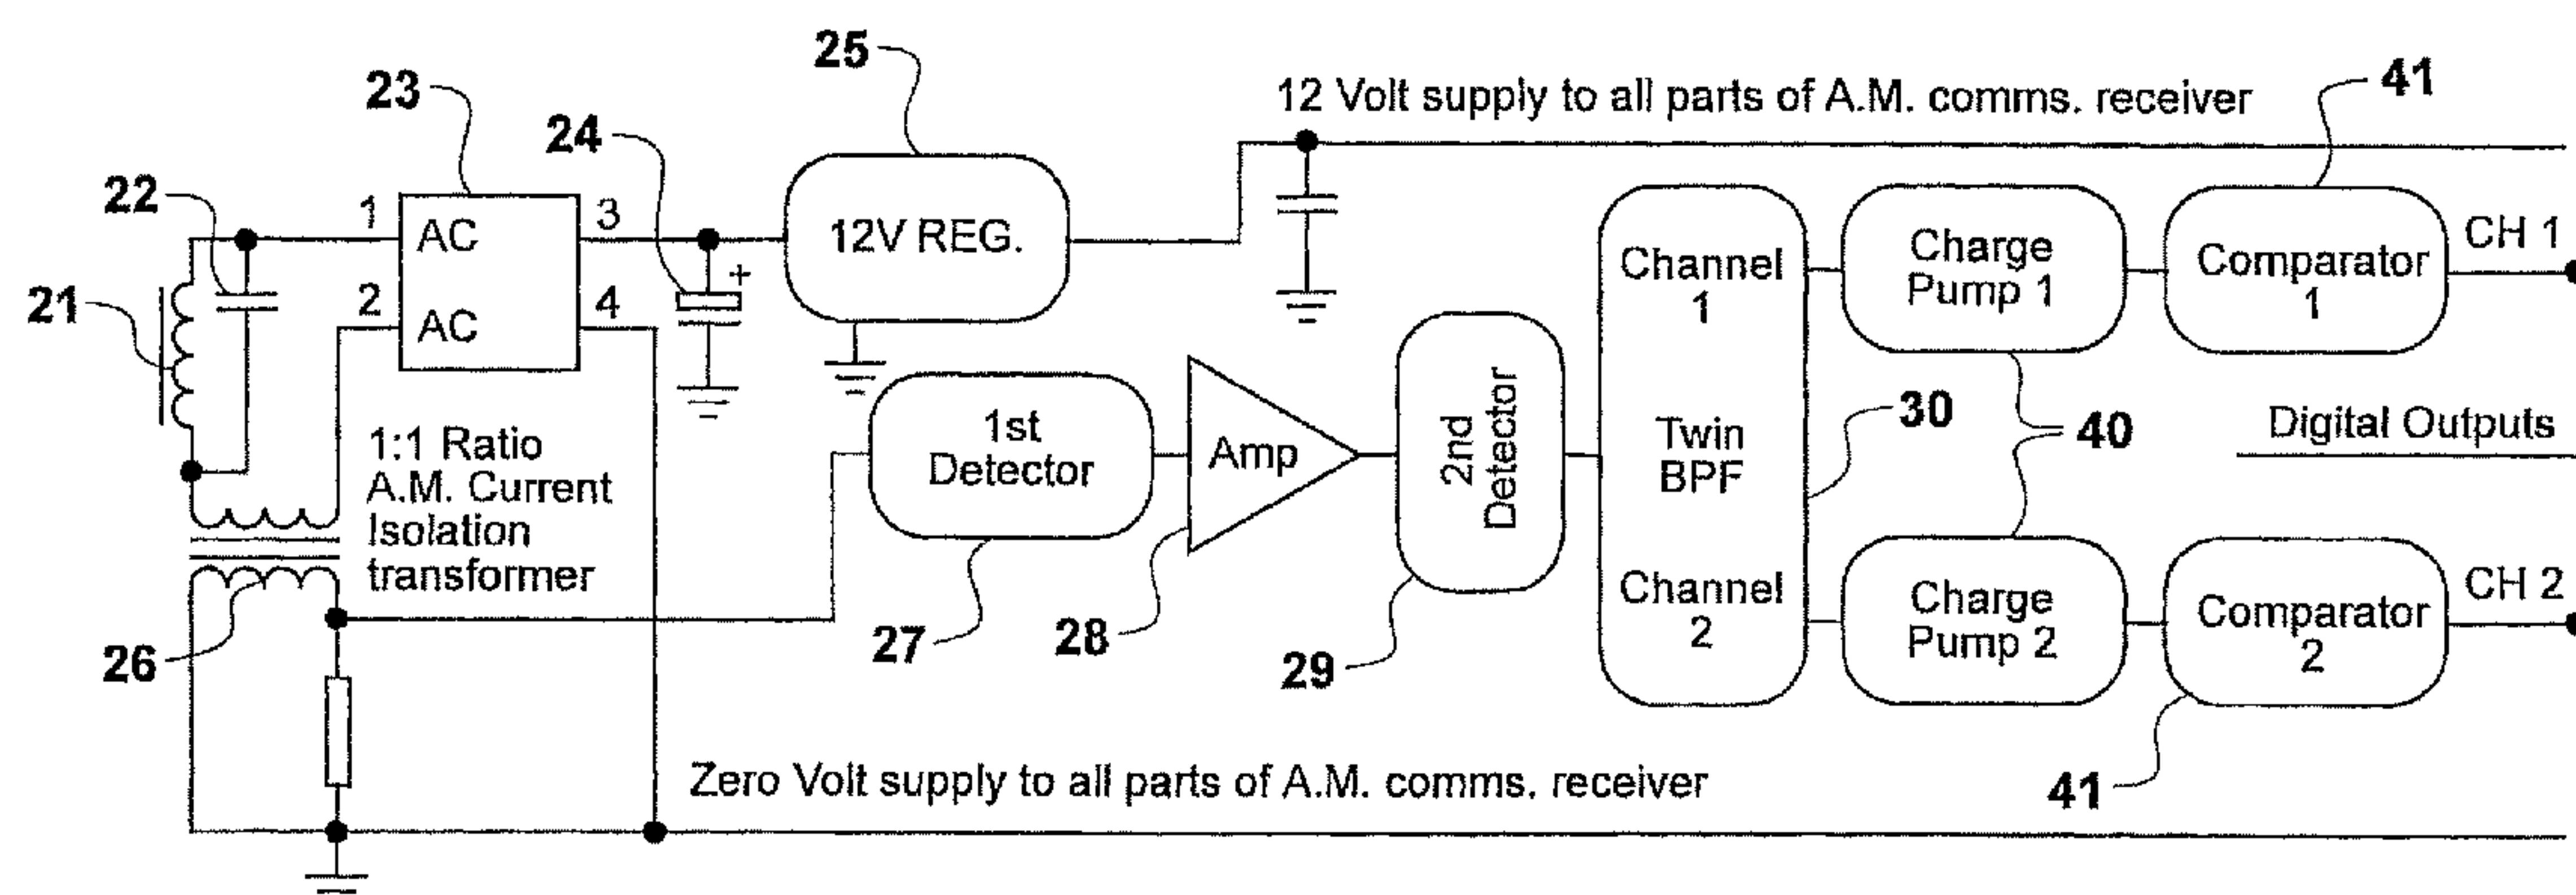 25
23
24
12 Volt supply to all parts of A.M. comms. receiver
41
22
1
AC
3
12V REG.
2
AC
4
+
21
1:1 Ratio
A.M. Current
Isolation
transformer
26
1st
Detector
27
Amp
28
2nd
Detector
29
Channel
1
Twin
BPF
Channel
2
30
Charge
Pump 1
40
Charge
Pump 2
Comparator
1
CH 1
Digital Outputs
Comparator
2
CH 2
41
Zero Volt supply to all parts of A.M. comms. receiver